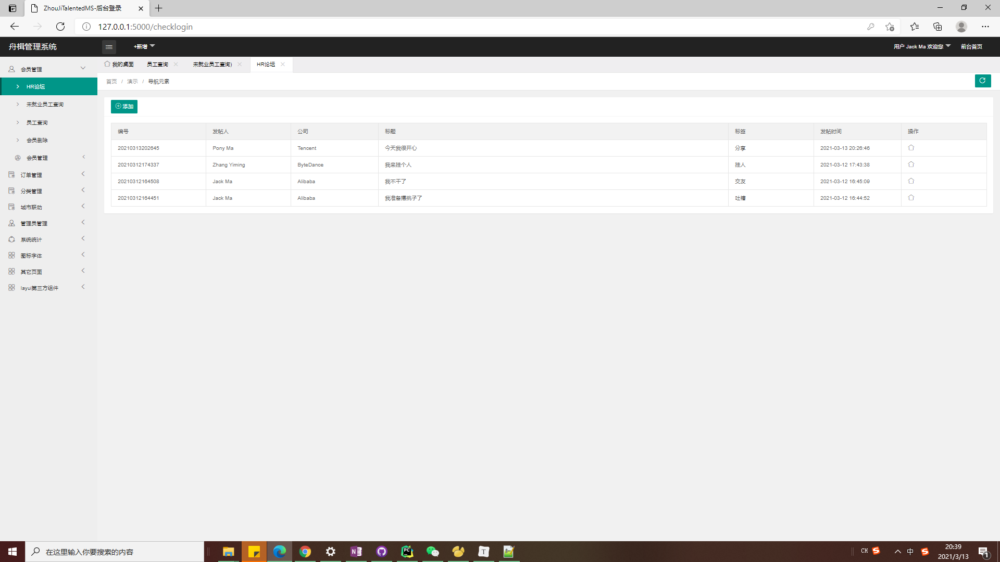 ZhouJiTalentedMS-后台登录
127.0.0.1:5000/checklogin
舟楫管理系统
+新增
用户 Jack Ma 欢迎您
前台首页
会员管理
HR论坛
未就业员工查询
员工查询
会员删除
会员管理
订单管理
分类管理
城市联动
管理员管理
系统统计
图标字体
其它页面
layui第三方组件
我的桌面 员工查询 未就业员工查询) HR论坛
首页 / 演示 / 导航元素
添加
编号 发帖人 公司 标题 标签 发帖时间 操作
20210313202645 Pony Ma Tencent 今天我很开心 分享 2021-03-13 20:26:46
20210312174337 Zhang Yiming ByteDance 我来挂个人 挂人 2021-03-12 17:43:38
20210312164508 Jack Ma Alibaba 我不干了 交友 2021-03-12 16:45:09
20210312164451 Jack Ma Alibaba 我准备撂挑子了 吐槽 2021-03-12 16:44:52
在这里输入你要搜索的内容
CH
中
20:39
2021/3/13
1